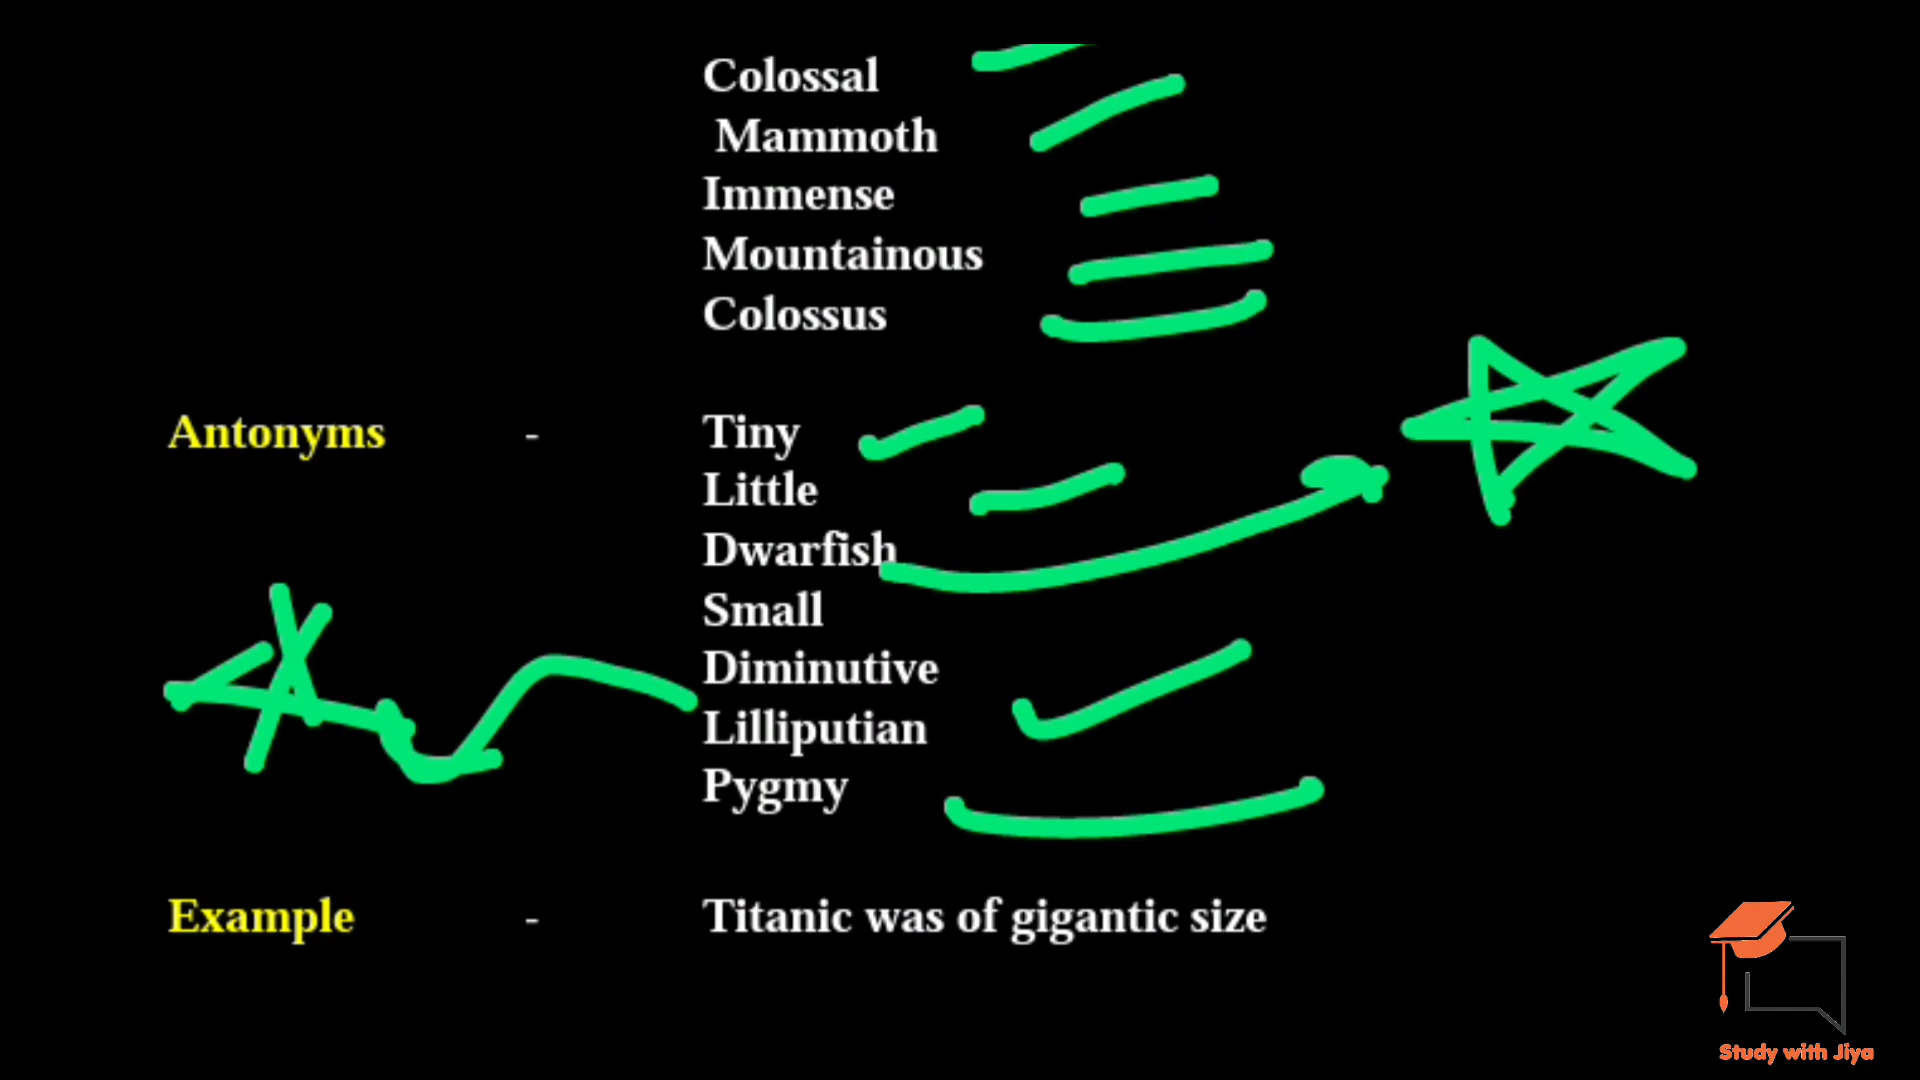 Colossal
Mammoth
Immense
Mountainous
Colossus
Antonyms - Tiny
Little
Dwarfish
Small
Diminutive
Lilliputian
Pygmy
Example - Titanic was of gigantic size
Study with Jiya